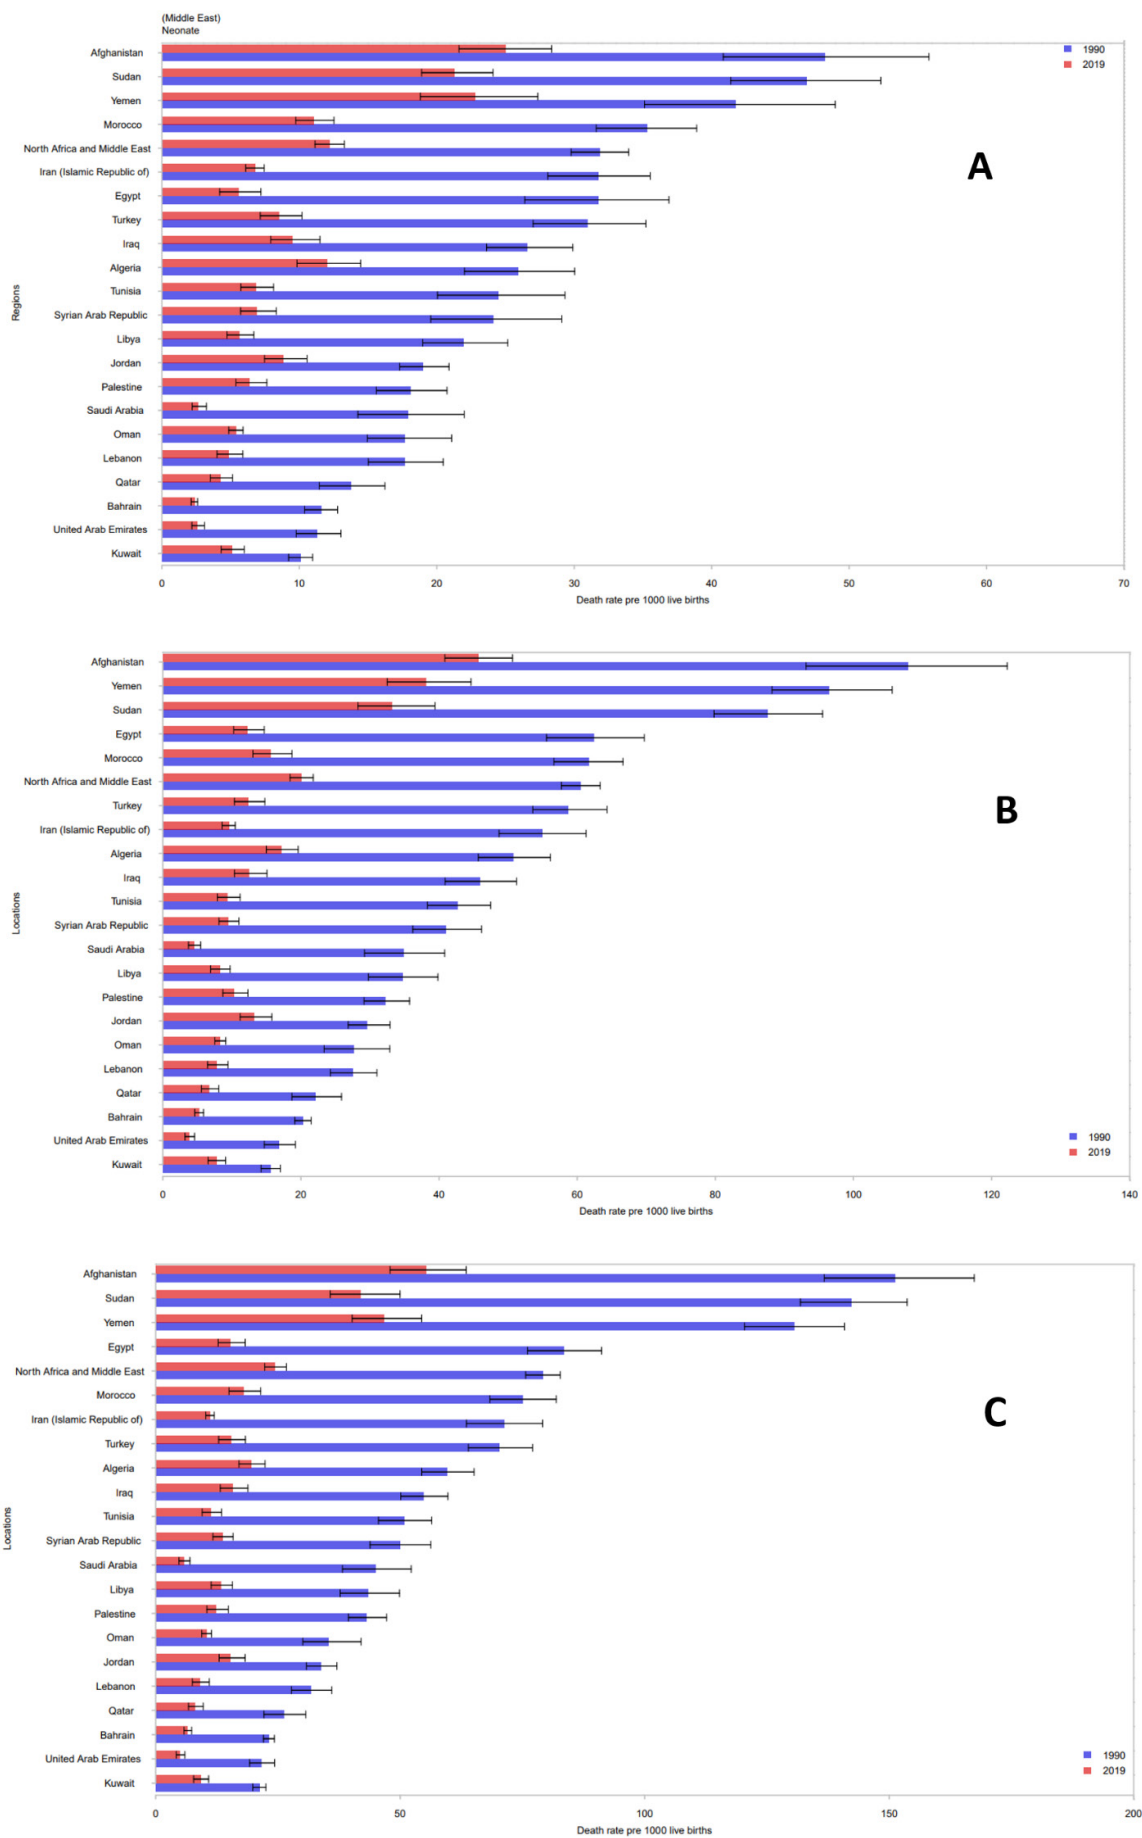 (Middle East)
Neonate
Afghanistan
Sudan
Yemen
Morocco
North Africa and Middle East
Iran (Islamic Republic of)
Egypt
Turkey
Iraq
Algeria
Tunisia
Syrian Arab Republic
Libya
Jordan
Palestine
Saudi Arabia
Oman
Lebanon
Qatar
Bahrain
United Arab Emirates
Kuwait
Regions
1990
2019
A
0 10 20 30 40 50 60 70
Death rate pre 1000 live births
Afghanistan
Yemen
Sudan
Egypt
Morocco
North Africa and Middle East
Turkey
Iran (Islamic Republic of)
Algeria
Iraq
Tunisia
Syrian Arab Republic
Saudi Arabia
Libya
Palestine
Jordan
Oman
Lebanon
Qatar
Bahrain
United Arab Emirates
Kuwait
Locations
B
1990
2019
0 20 40 60 80 100 120 140
Death rate pre 1000 live births
Afghanistan
Sudan
Yemen
Egypt
North Africa and Middle East
Morocco
Iran (Islamic Republic of)
Turkey
Algeria
Iraq
Tunisia
Syrian Arab Republic
Saudi Arabia
Libya
Palestine
Oman
Jordan
Lebanon
Qatar
Bahrain
United Arab Emirates
Kuwait
Locations
C
1990
2019
0 50 100 150 200
Death rate pre 1000 live births